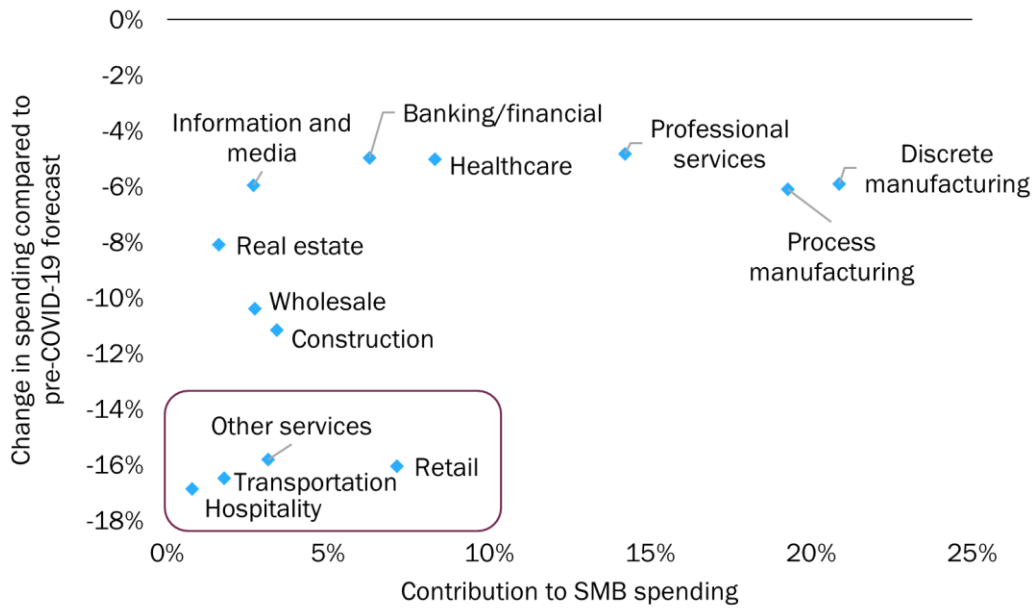 0%
-2%
-4%
-6%
-8%
-10%
-12%
-14%
-16%
-18%
Change in spending compared to
pre-COVID-19 forecast
Information and
media
Banking/financial
Healthcare
Professional
services
Discrete
manufacturing
Process
manufacturing
Real estate
Wholesale
Construction
Other services
Retail
Transportation
Hospitality
0%
5%
10%
15%
20%
25%
Contribution to SMB spending